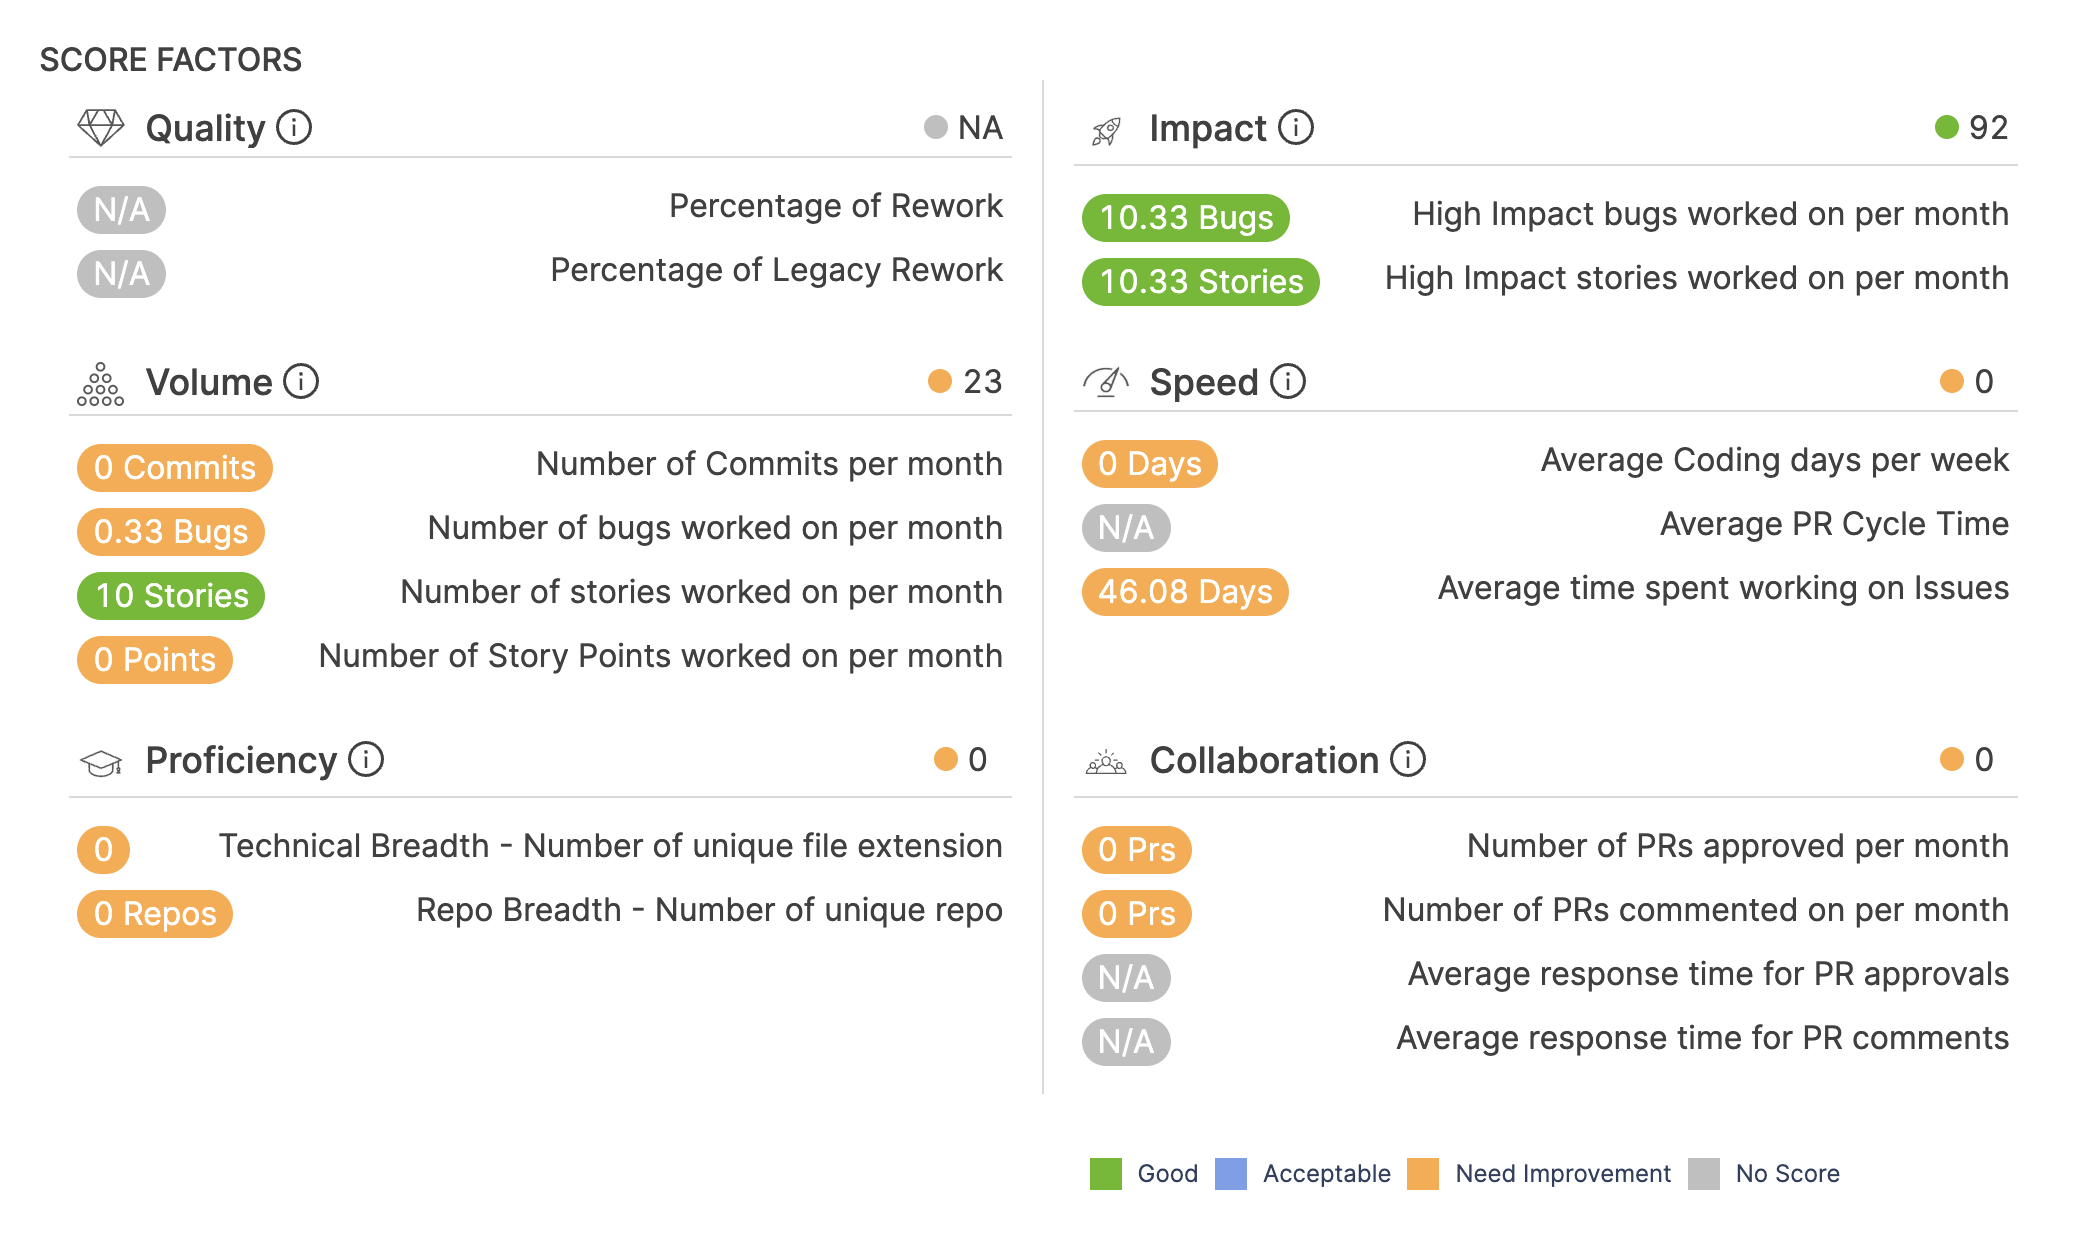 SCORE FACTORS
Quality NA
N/A Percentage of Rework
N/A Percentage of Legacy Rework
Volume 23
0 Commits Number of Commits per month
0.33 Bugs Number of bugs worked on per month
10 Stories Number of stories worked on per month
0 Points Number of Story Points worked on per month
Proficiency 0
0 Technical Breadth - Number of unique file extension
0 Repos Repo Breadth - Number of unique repo
Impact 92
10.33 Bugs High Impact bugs worked on per month
10.33 Stories High Impact stories worked on per month
Speed 0
0 Days Average Coding days per week
N/A Average PR Cycle Time
46.08 Days Average time spent working on Issues
Collaboration 0
0 Prs Number of PRs approved per month
0 Prs Number of PRs commented on per month
N/A Average response time for PR approvals
N/A Average response time for PR comments
Good Acceptable Need Improvement No Score